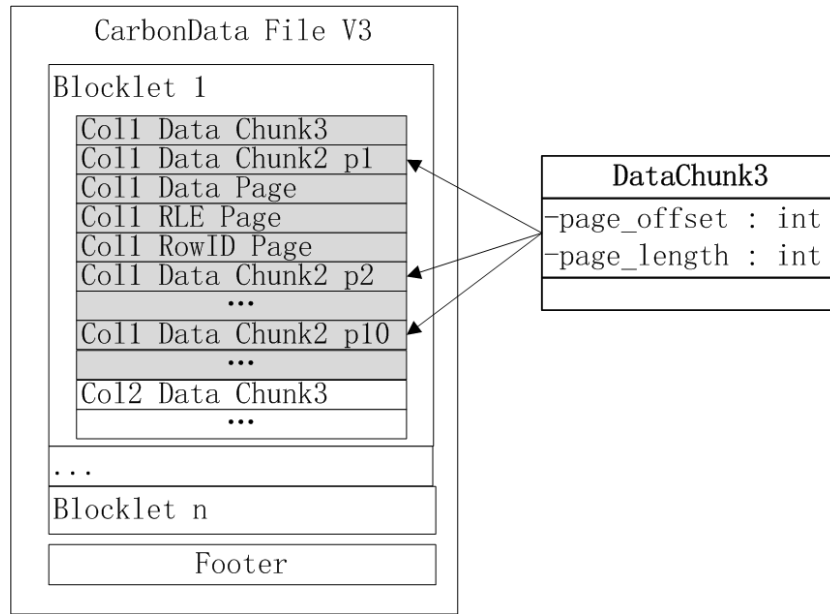 CarbonData File V3
Blocklet 1
Col1 Data Chunk3
Col1 Data Chunk2 p1
Col1 Data Page
Col1 RLE Page
Col1 RowID Page
Col1 Data Chunk2 p2
...
Col1 Data Chunk2 p10
...
Col2 Data Chunk3
...
...
Blocklet n
Footer
DataChunk3
-page_offset : int
-page_length : int